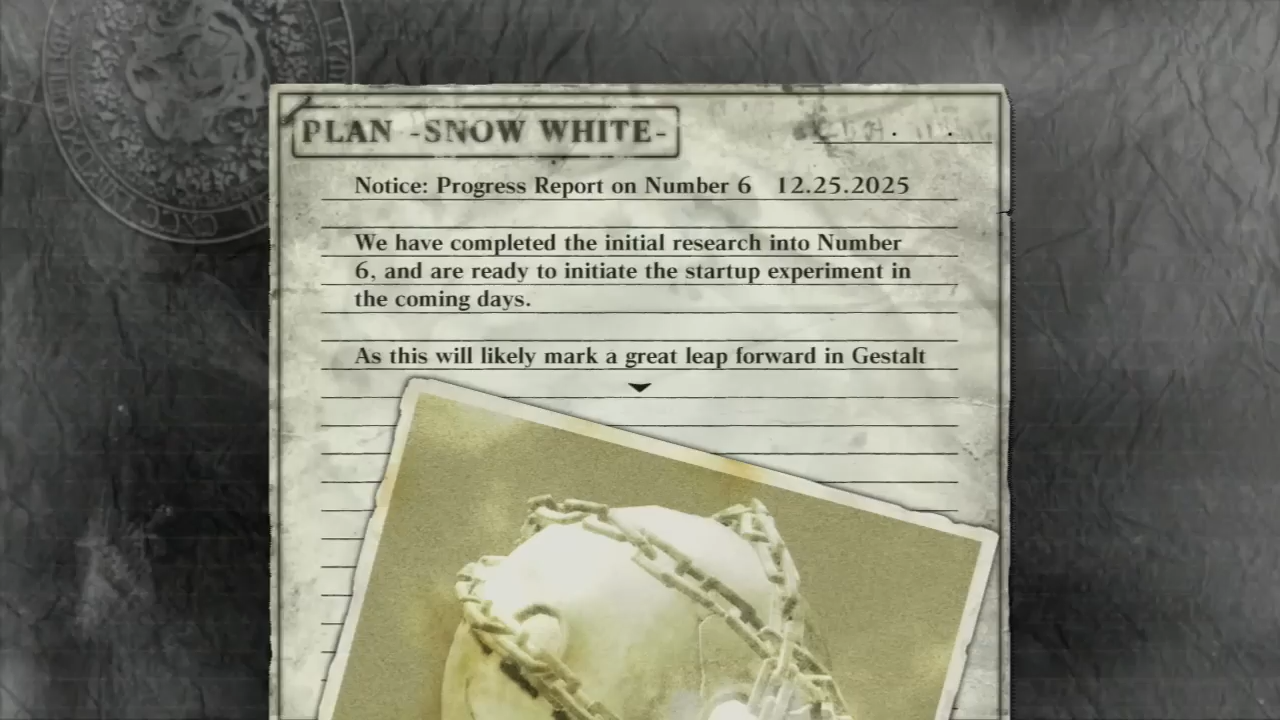 PLAN -SNOW WHITE-
Notice: Progress Report on Number 6 12.25.2025
We have completed the initial research into Number
6, and are ready to initiate the startup experiment in
the coming days.
As this will likely mark a great leap forward in Gestalt